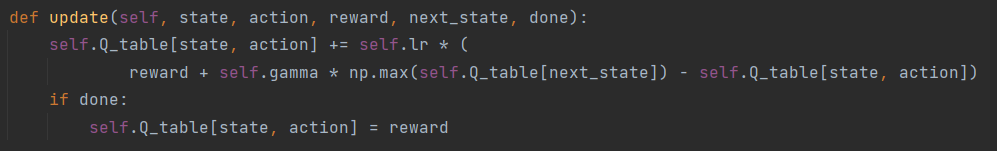 def update(self, state, action, reward, next_state, done):
self.Q_table[state, action] += self.lr * (
reward + self.gamma * np.max(self.Q_table[next_state]) - self.Q_table[state, action])
if done:
self.Q_table[state, action] = reward